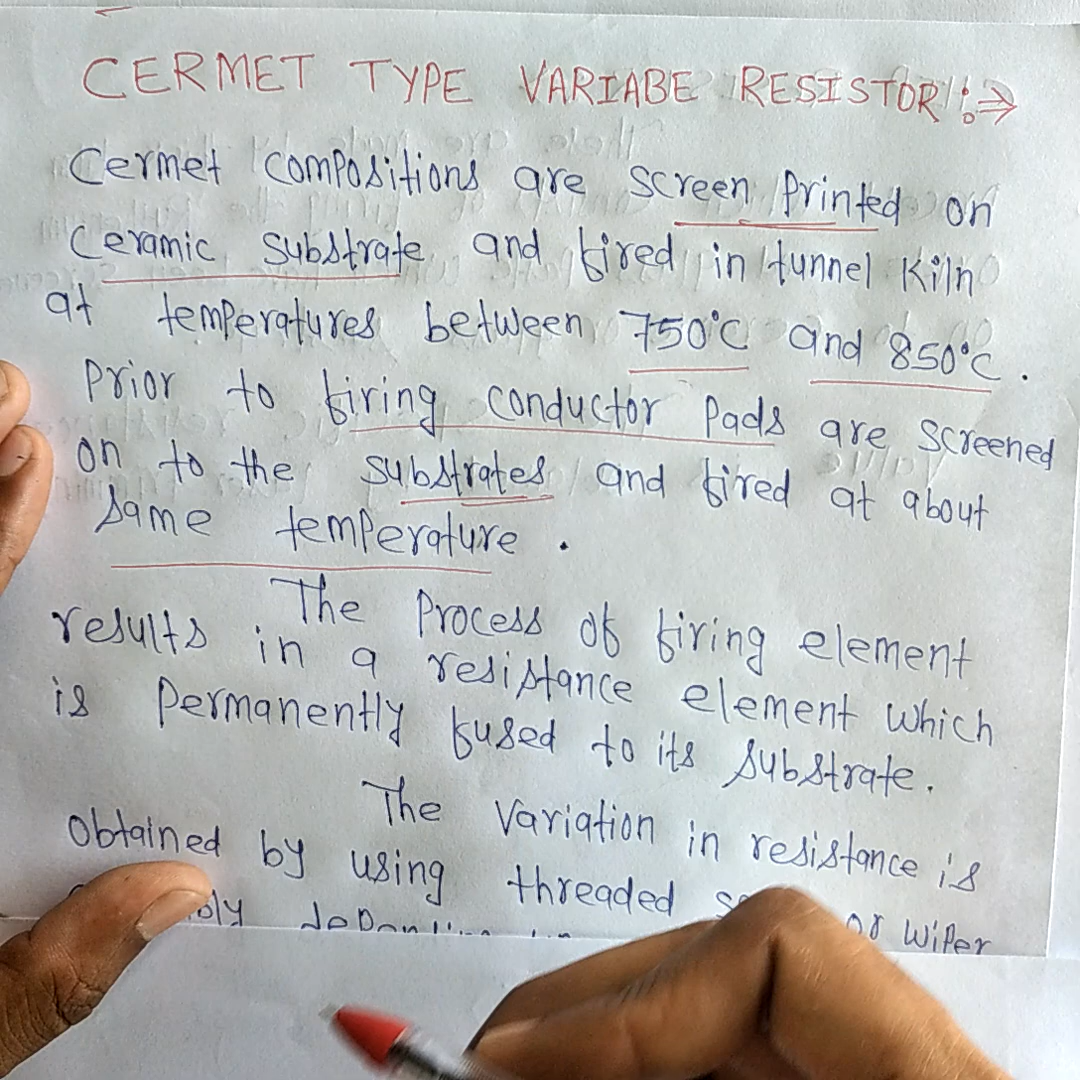 CERMET TYPE VARIABE RESISTOR :⇒
Cermet compositions are screen printed on
ceramic substrate and fired in tunnel Kiln
at temperatures between 750°C and 850°C.
Prior to firing conductor Pads are screened
on to the substrates and fired at about
same temperature.
The Process of firing element
results in a resistance element which
is Permanently fused to its substrate.
The Variation in resistance is
obtained by using threaded or wiper